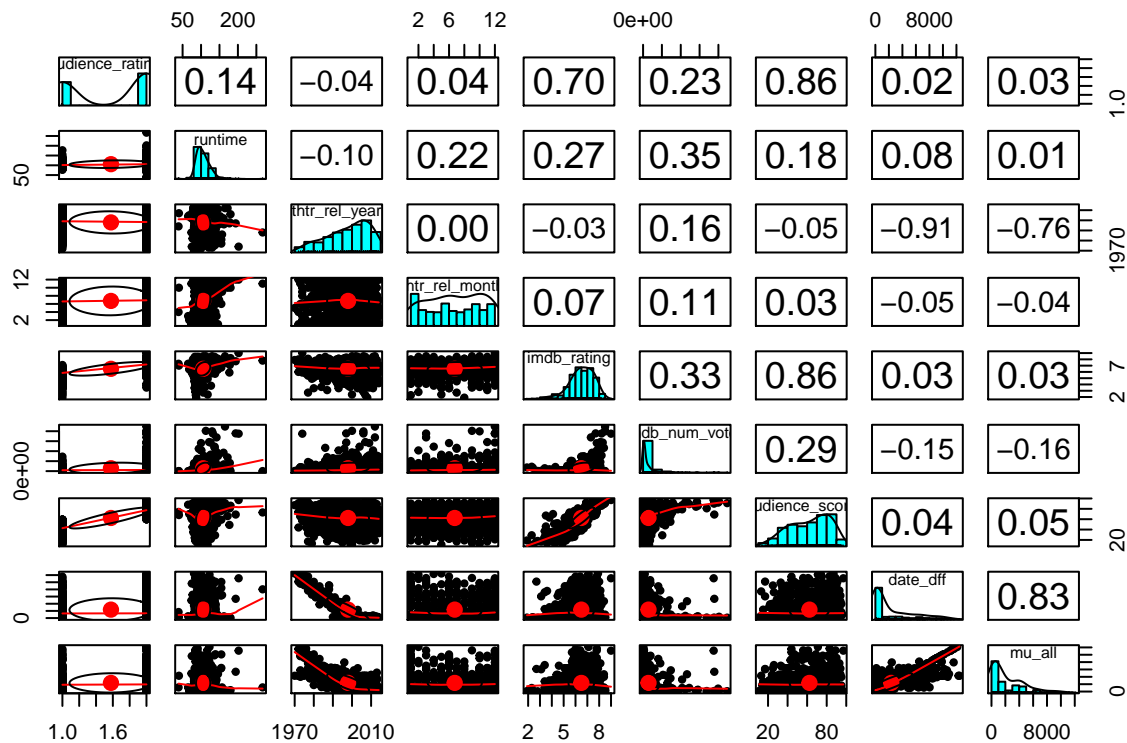 50 200 2 6 12 0e+00 0 8000
udience_ratin 0.14 −0.04 0.04 0.70 0.23 0.86 0.02 0.03 1.0
50 runtime −0.10 0.22 0.27 0.35 0.18 0.08 0.01
thtr_rel_year 0.00 −0.03 0.16 −0.05 −0.91 −0.76 1970
2 12 htr_rel_month 0.07 0.11 0.03 −0.05 −0.04
imdb_rating 0.33 0.86 0.03 0.03 2 7
0e+00 db_num_vot 0.29 −0.15 −0.16
udience_scor 0.04 0.05 20
0 date_dff 0.83
mu_all 0
1.0 1.6 1970 2010 2 5 8 20 80 0 8000